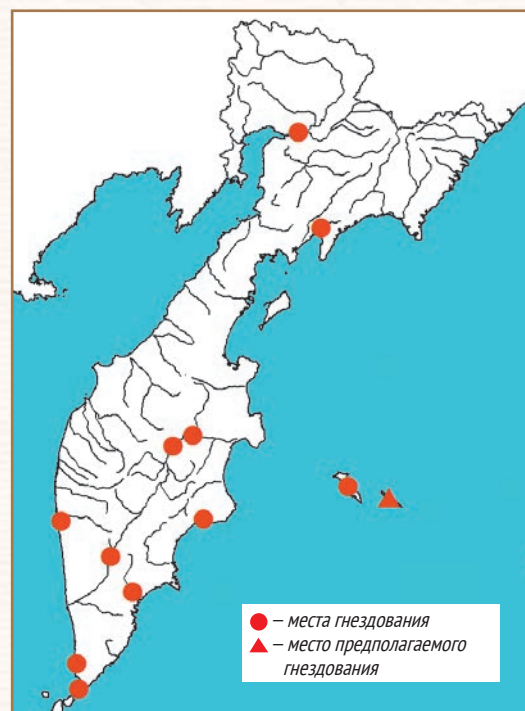 – места гнездования
– место предполагаемого
гнездования